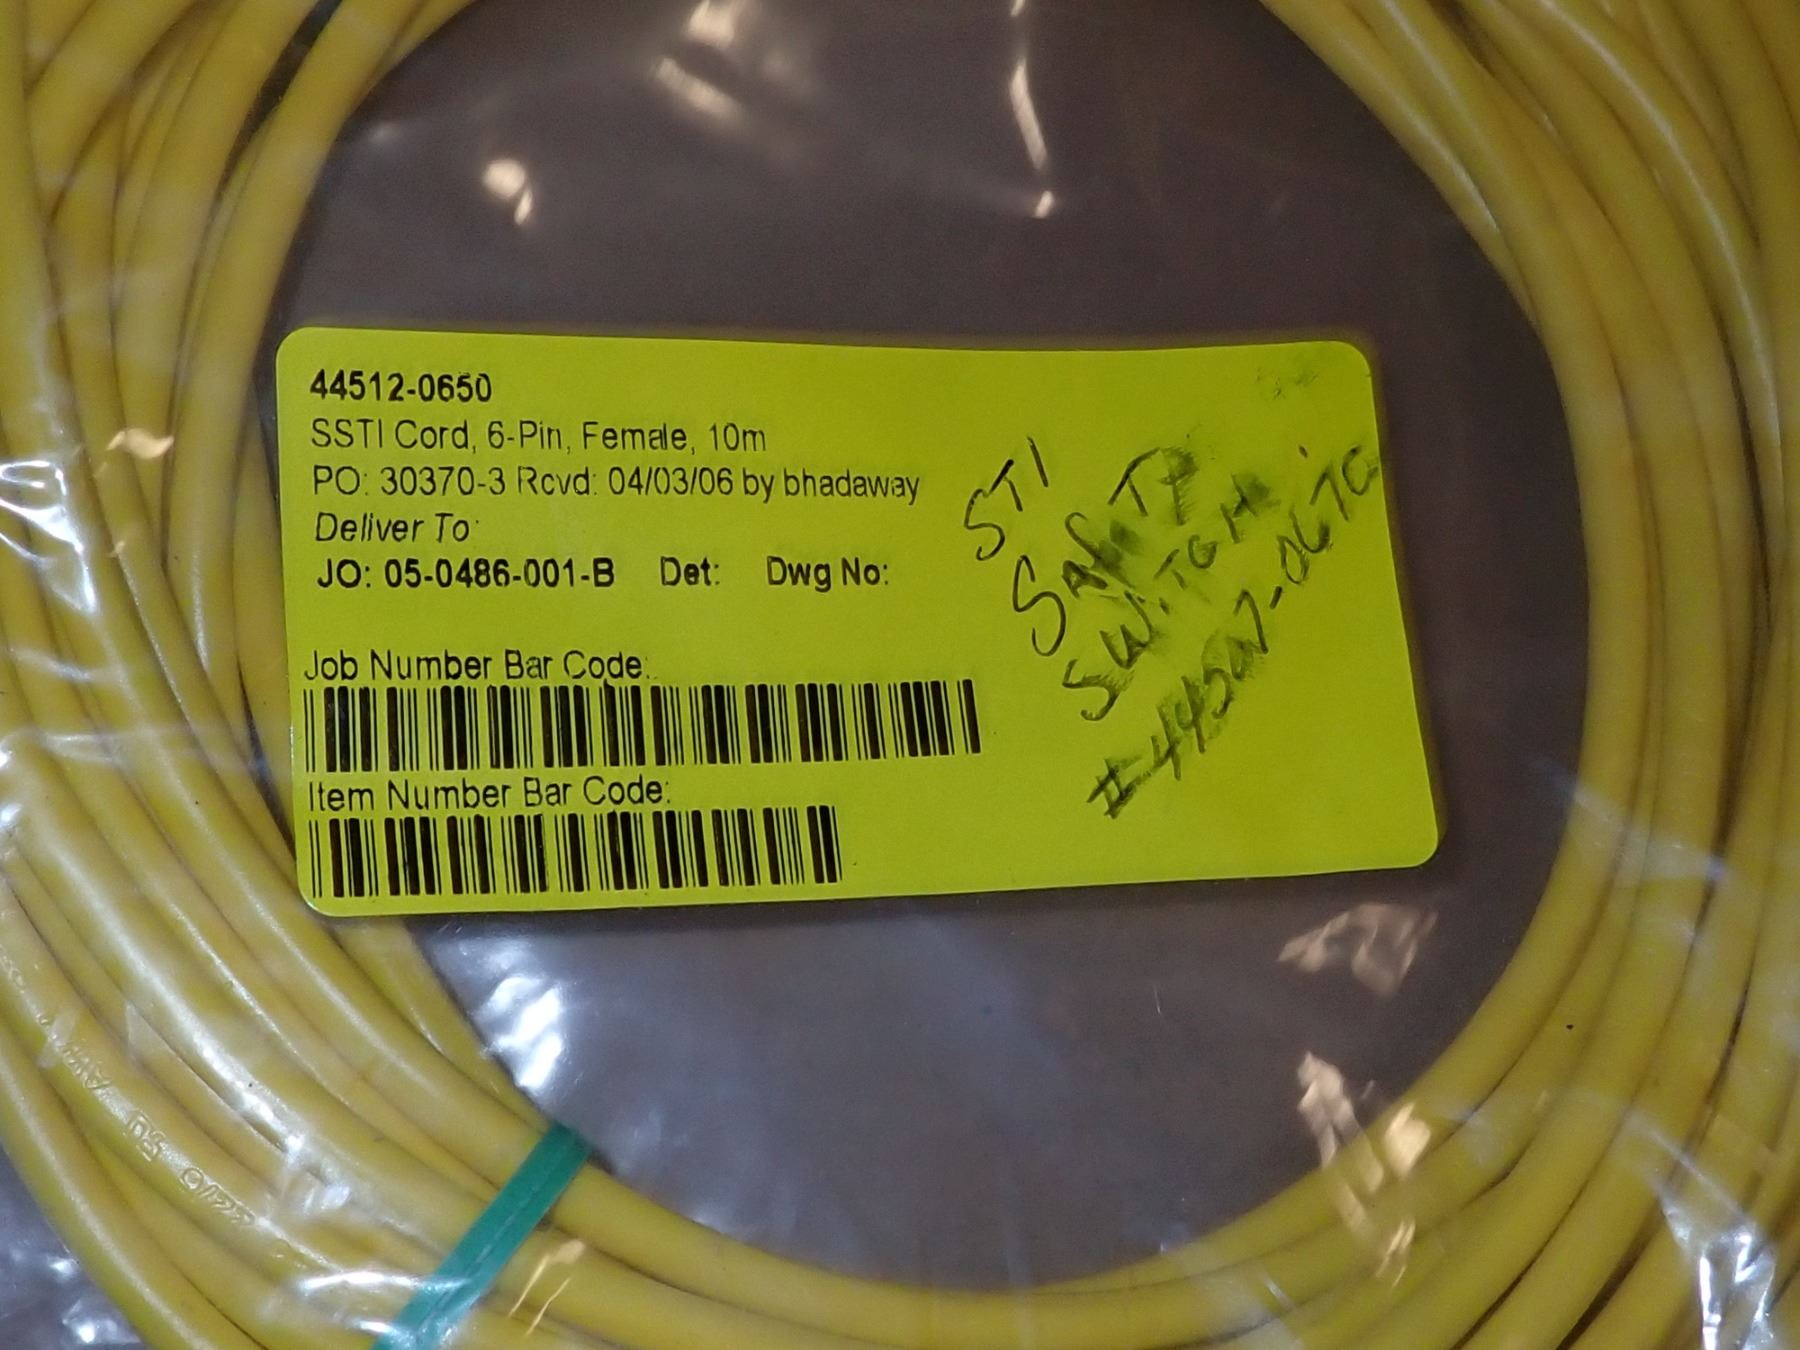 44512-0650
SSTI Cord, 6-Pin, Female, 10m
PO: 30370-3 Rcvd: 04/03/06 by bhadaway
Deliver To:
JO: 05-0486-001-B Det: Dwg No:
Job Number Bar Code:
Item Number Bar Code:
STI
SWiTCH